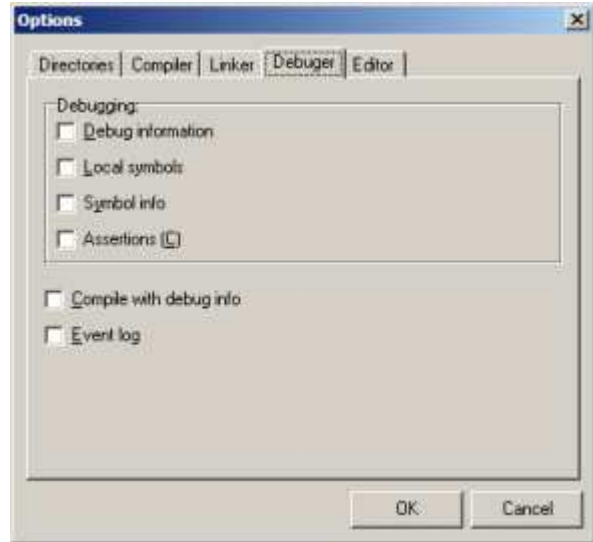 Options
Directories Compiler Linker Debuger Editor
Debugging:
Debug information
Local symbols
Symbol info
Assertions (C)
Compile with debug info
Event log
OK Cancel